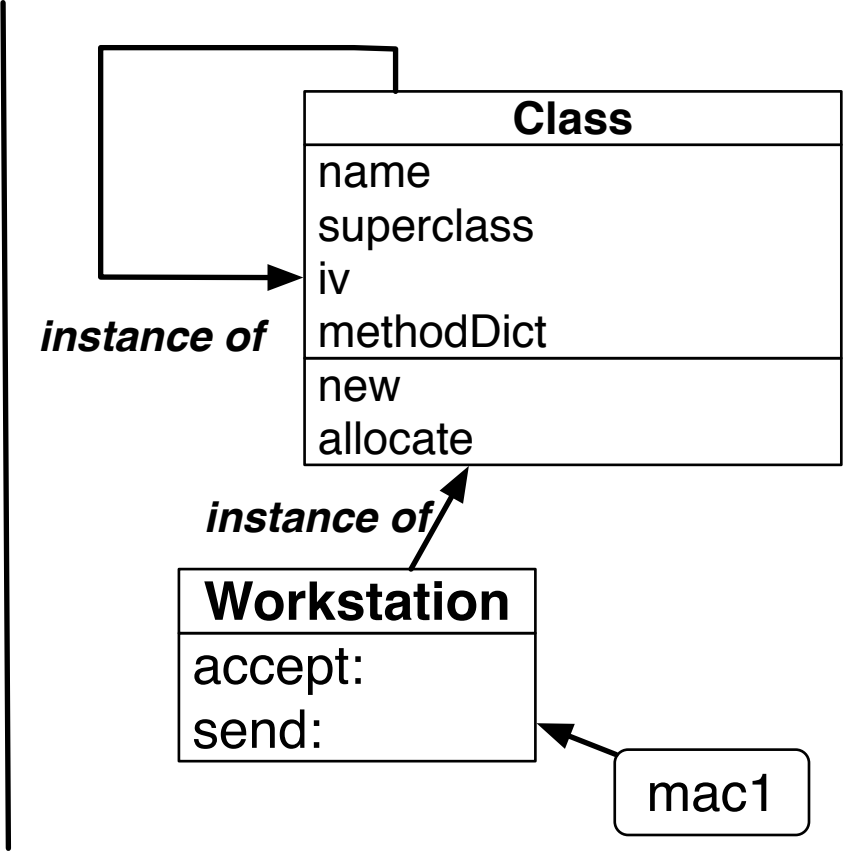 Class
name
superclass
iv
methodDict
instance of
new
allocate
instance of
Workstation
accept:
send:
mac1